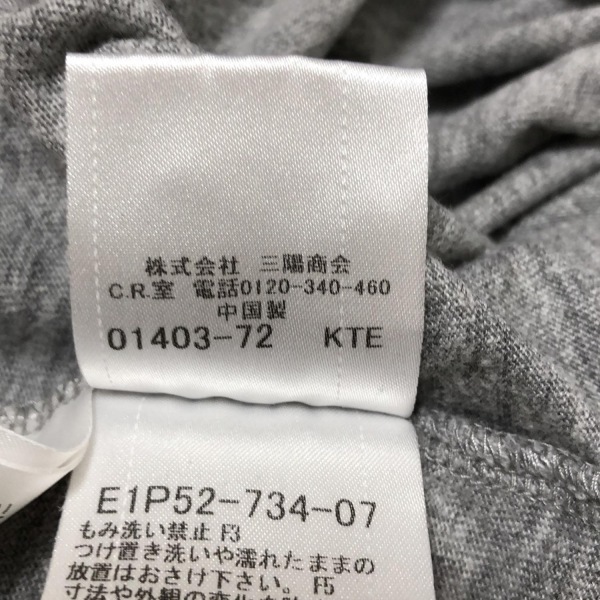 株式会社 三陽商会
C.R.室 電話0120-340-460
中国製
01403-72 KTE
E1P52-734-07
もみ洗い禁止 F3
つけ置き洗いや濡れたままの
放置はおさけ下さい。 F5
寸法や外観の変化を